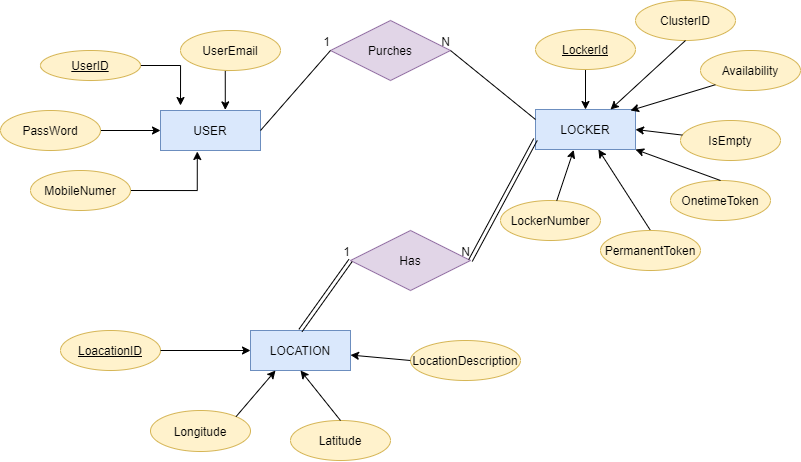 ClusterID
1
Purches
N
UserEmail
LockerId
UserID
Availability
PassWord
USER
LOCKER
IsEmpty
MobileNumer
OnetimeToken
LockerNumber
PermanentToken
1
Has
N
LoacationID
LOCATION
LocationDescription
Longitude
Latitude